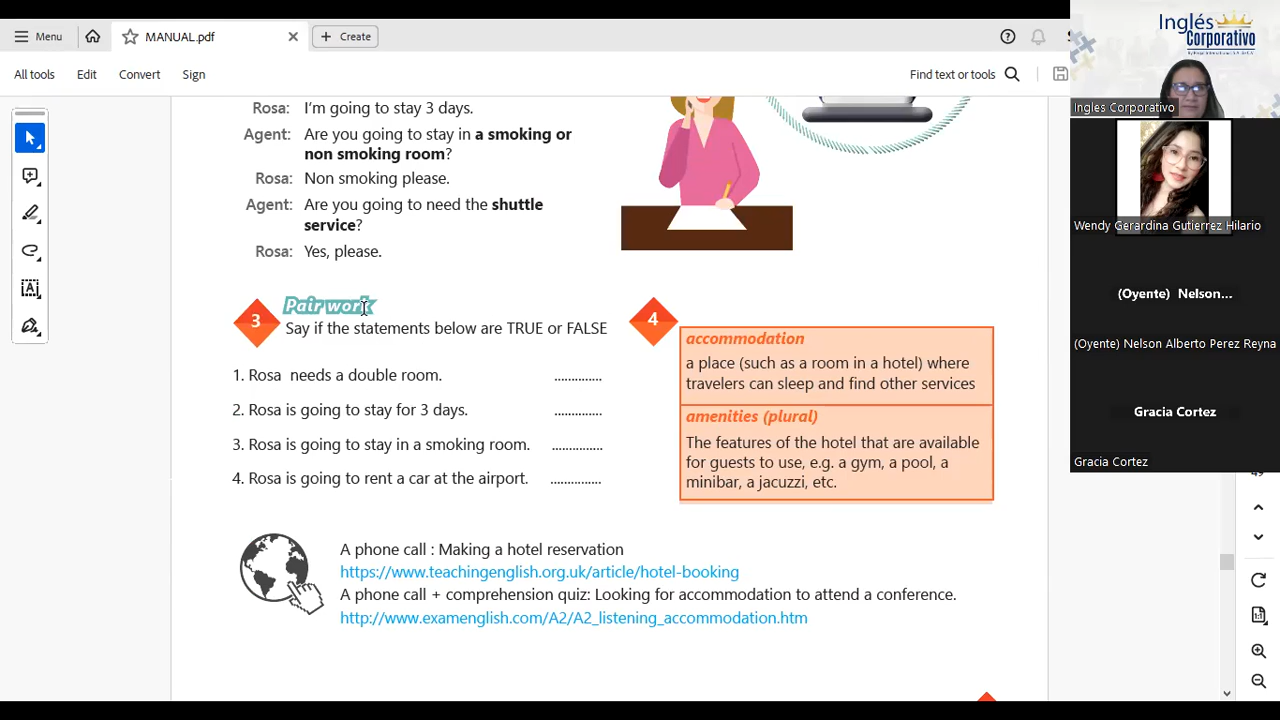 Menu
MANUAL.pdf
Create
All tools
Edit
Convert
Sign
Find text or tools
Inglés
Corporativo
Ingles Corporativo
Wendy Gerardina Gutierrez Hilario
(Oyente) Nelson...
(Oyente) Nelson Alberto Perez Reyna
Gracia Cortez
Gracia Cortez
Rosa: I'm going to stay 3 days.
Agent: Are you going to stay in a smoking or
non smoking room?
Rosa: Non smoking please.
Agent: Are you going to need the shuttle
service?
Rosa: Yes, please.
3
Pair work
Say if the statements below are TRUE or FALSE
1. Rosa needs a double room. .............
2. Rosa is going to stay for 3 days. .............
3. Rosa is going to stay in a smoking room. ..............
4. Rosa is going to rent a car at the airport. ..............
4
accommodation
a place (such as a room in a hotel) where
travelers can sleep and find other services
amenities (plural)
The features of the hotel that are available
for guests to use, e.g. a gym, a pool, a
minibar, a jacuzzi, etc.
A phone call : Making a hotel reservation
https://www.teachingenglish.org.uk/article/hotel-booking
A phone call + comprehension quiz: Looking for accommodation to attend a conference.
http://www.examenglish.com/A2/A2_listening_accommodation.htm